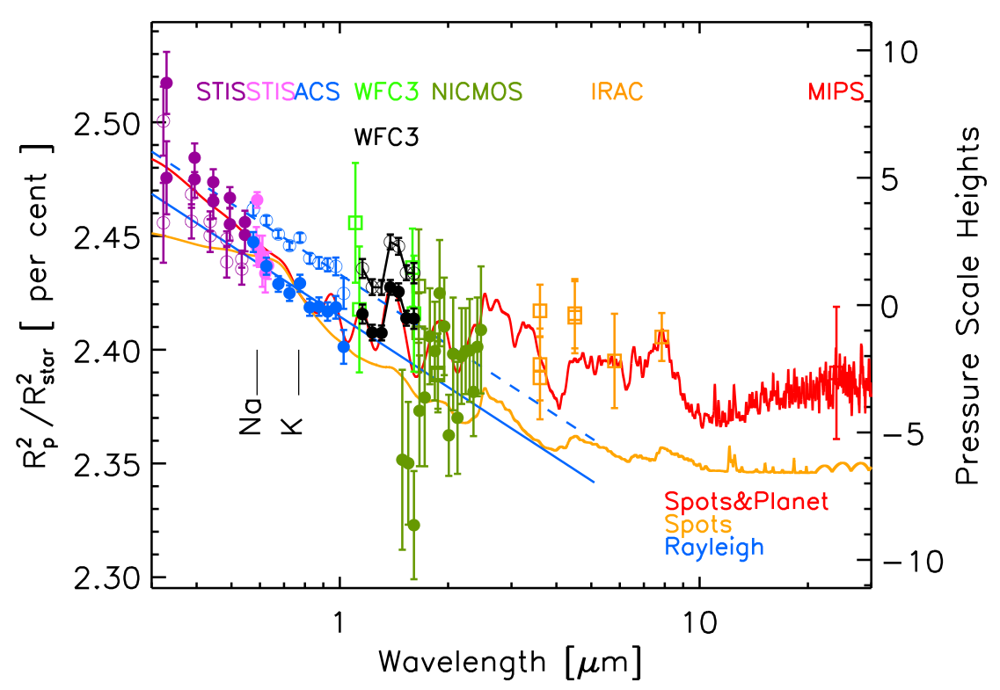 STIS STIS ACS WFC3 NICMOS IRAC MIPS
WFC3
2.50
2.45
2.40
2.35
2.30
R²p/R²star [ per cent ]
10
5
0
−5
−10
Pressure Scale Heights
Na
K
Spots&Planet
Spots
Rayleigh
1 10
Wavelength [μm]